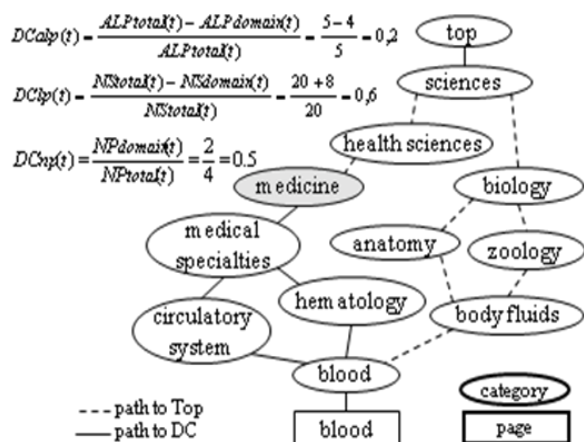 DCalp(t) = ALPtotal(t) − ALPdomain(t) / ALPtotal(t) = 5 − 4 / 5 = 0,2
DClp(t) = NStotal(t) − NSdomain(t) / NStotal(t) = 20 + 8 / 20 = 0,6
DCnp(t) = NPdomain(t) / NPtotal(t) = 2 / 4 = 0.5
top
sciences
health sciences
medicine
biology
medical
specialties
anatomy
zoology
hematology
circulatory
system
body fluids
blood
category
--- path to Top
— path to DC
blood
page